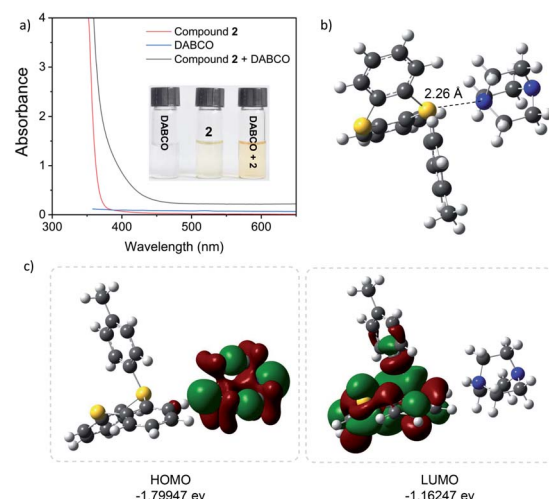 a)
4
3
2
1
0
Absorbance
300
400
500
600
Wavelength (nm)
Compound 2
DABCO
Compound 2 + DABCO
DABCO
2
DABCO + 2
b)
2.26 Å
c)
HOMO
-1.79947 ev
LUMO
-1.16247 ev